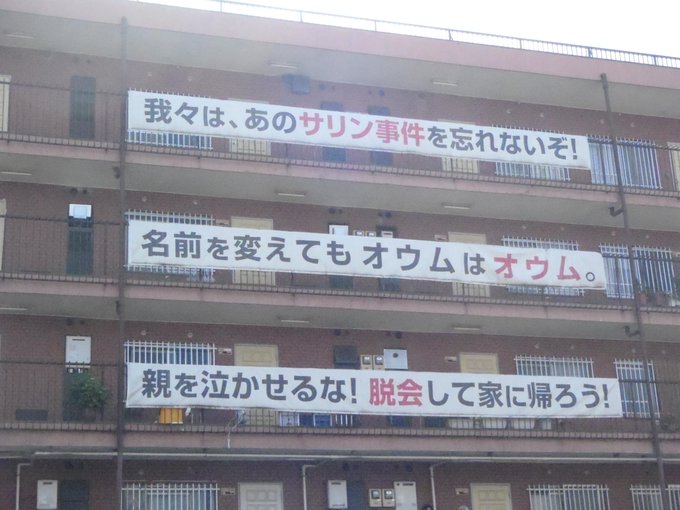 我々は、あのサリン事件を忘れないぞ!
名前を変えてもオウムはオウム。
親を泣かせるな!脱会して家に帰ろう!